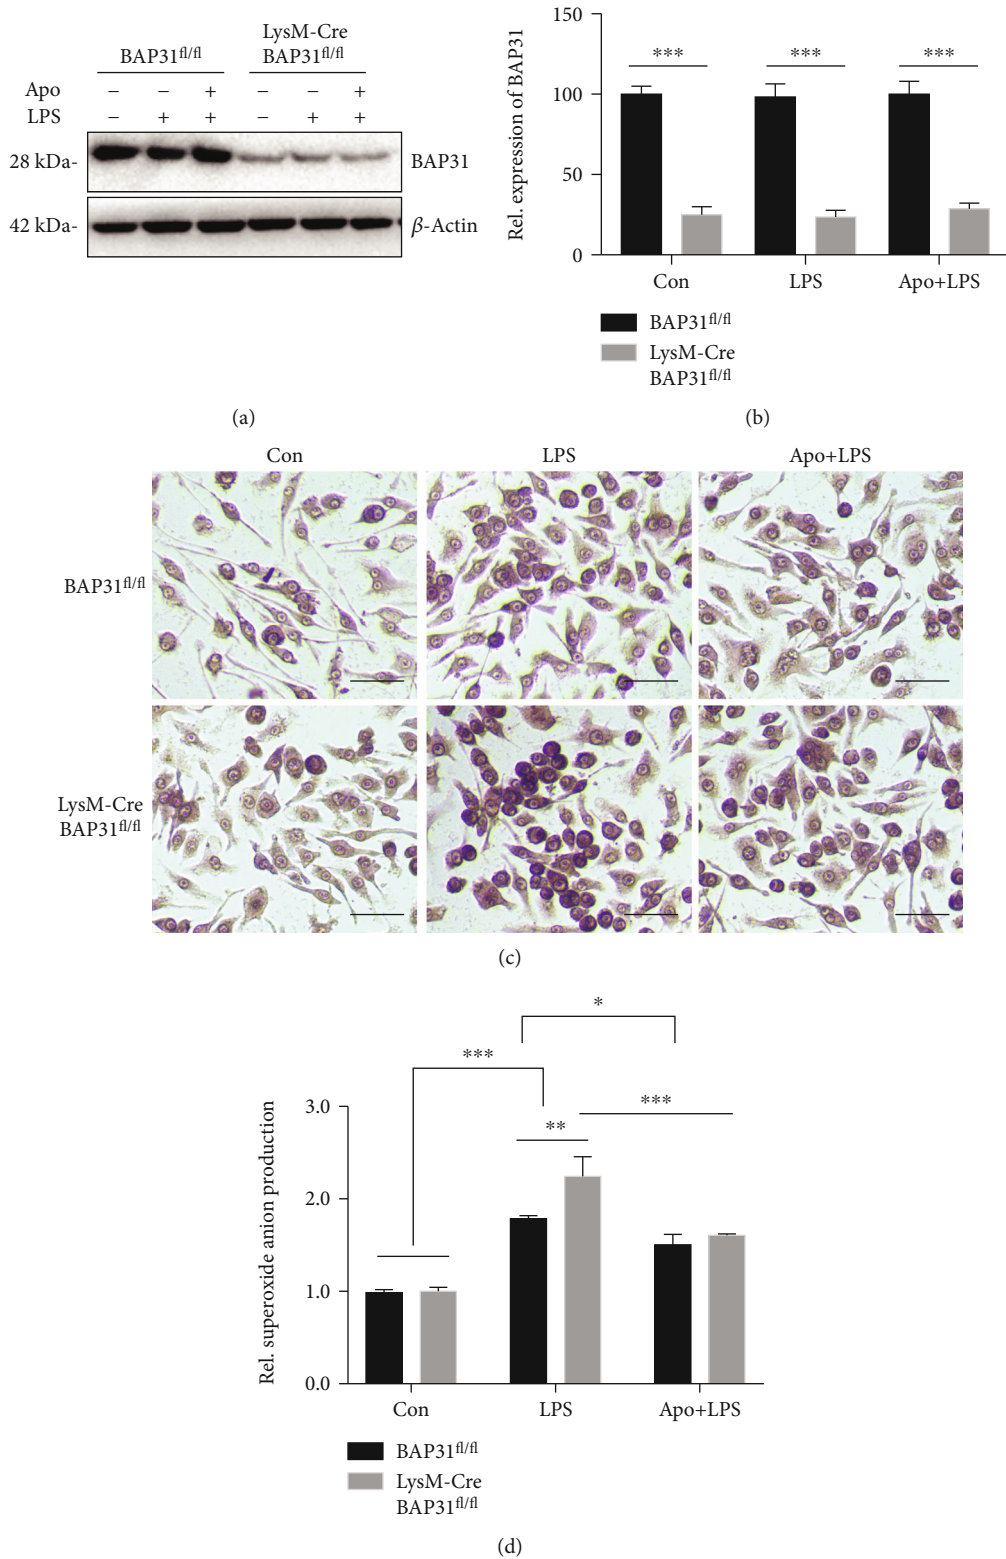 LysM-Cre
BAP31fl/fl BAP31fl/fl
Apo − − + − − +
LPS − + + − + +
28 kDa- BAP31
42 kDa- β-Actin
(a)
Rel. expression of BAP31
150
100
50
0
*** *** ***
Con LPS Apo+LPS
BAP31fl/fl
LysM-Cre
BAP31fl/fl
(b)
Con LPS Apo+LPS
BAP31fl/fl
LysM-Cre
BAP31fl/fl
(c)
Rel. superoxide anion production
3.0
2.0
1.0
0.0
*
***
***
**
Con LPS Apo+LPS
BAP31fl/fl
LysM-Cre
BAP31fl/fl
(d)